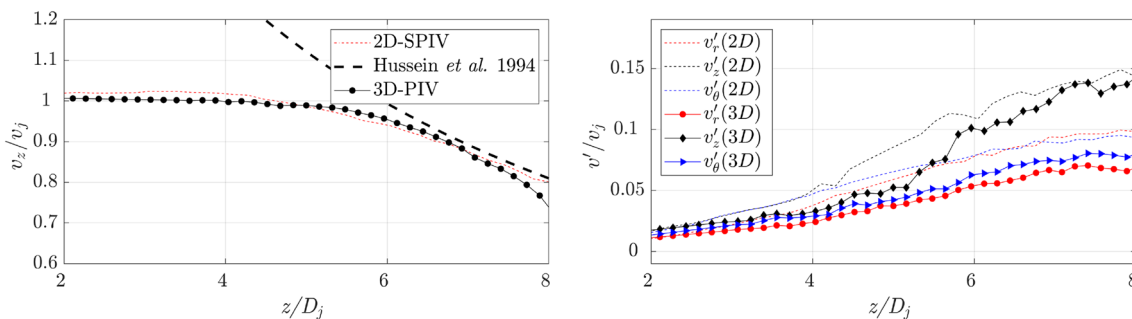 1.2
1.1
1
0.9
0.8
0.7
0.6
v_z/v_j
2D-SPIV
Hussein et al. 1994
3D-PIV
2
4
6
8
z/D_j
0.15
0.1
0.05
0
v'/v_j
v'_r(2D)
v'_z(2D)
v'_θ(2D)
v'_r(3D)
v'_z(3D)
v'_θ(3D)
2
4
6
8
z/D_j